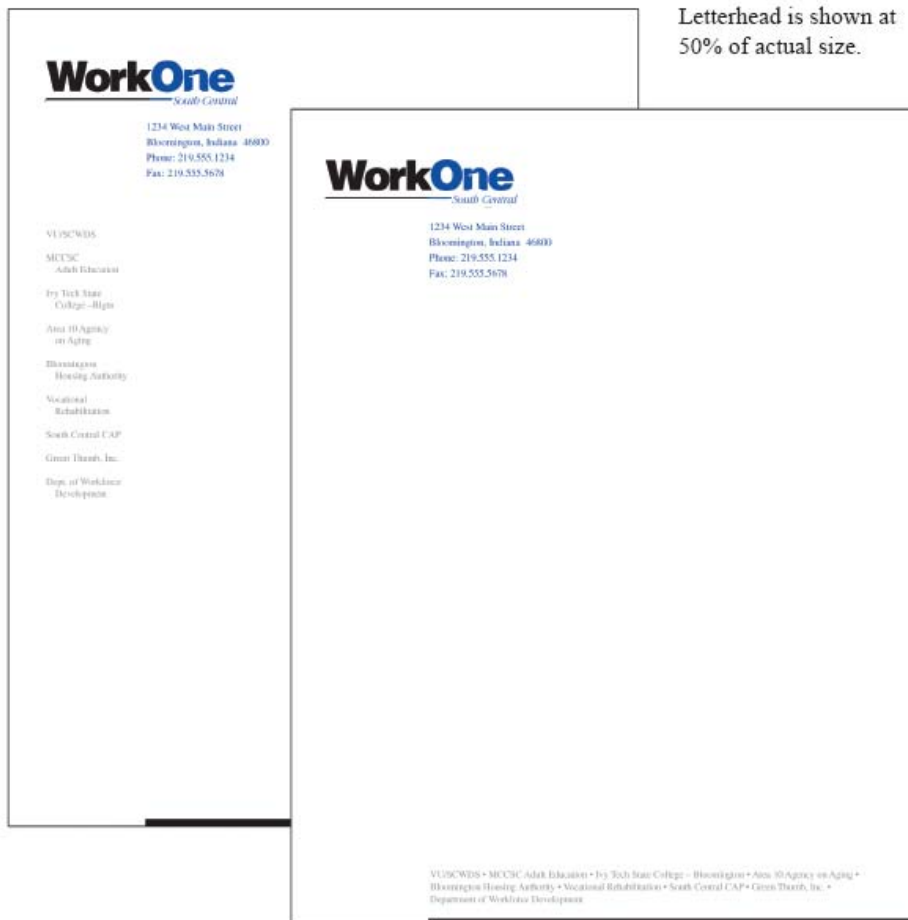 Letterhead is shown at
50% of actual size.
WorkOne
South Central
1234 West Main Street
Bloomington, Indiana 46800
Phone: 219.555.1234
Fax: 219.555.5678
VU/SCWDS
MCCSC
Adult Education
Ivy Tech State
College –
Area 10 Agency
on Aging
Bloomington
Housing Authority
Vocational
Rehabilitation
South Central CAP
Green Thumb, Inc.
Dept. of Workforce
Development
WorkOne
South Central
1234 West Main Street
Bloomington, Indiana 46800
Phone: 219.555.1234
Fax: 219.555.5678
VU/SCWDS • MCCSC Adult Education • Ivy Tech State College – Bloomington • Area 10 Agency on Aging •
Bloomington Housing Authority • Vocational Rehabilitation • South Central CAP • Green Thumb, Inc. •
Department of Workforce Development